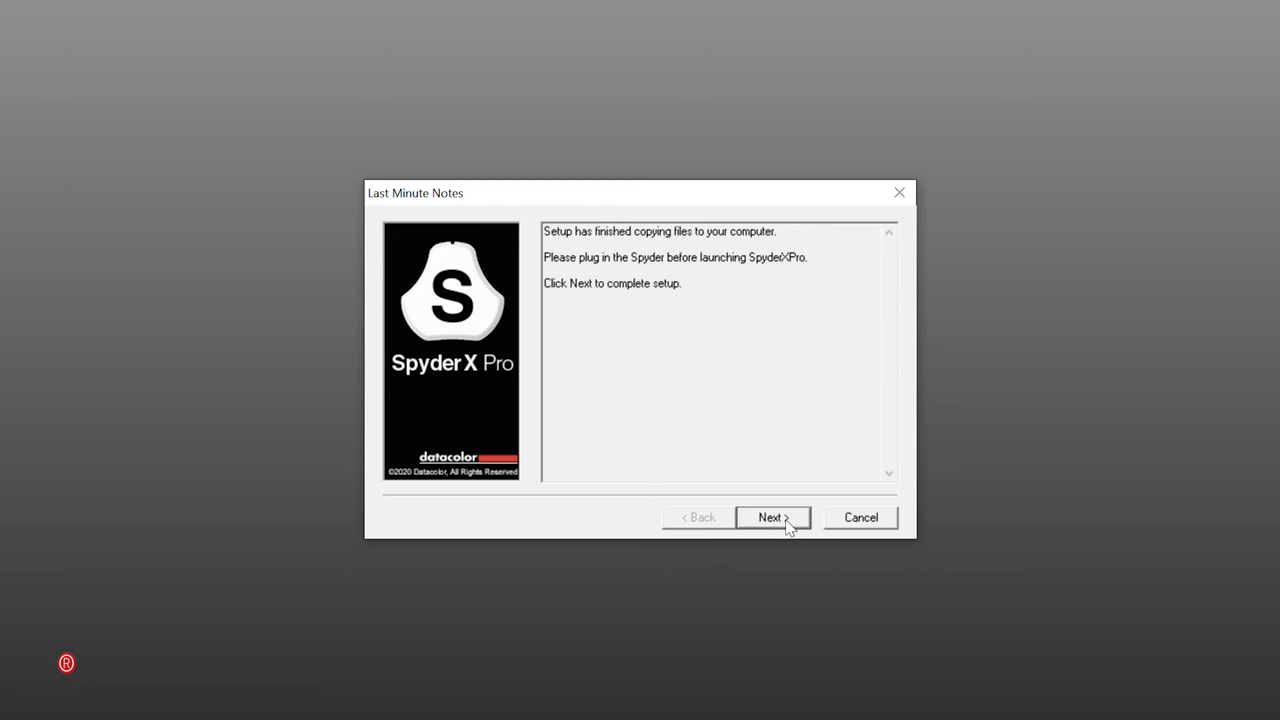 Last Minute Notes
Setup has finished copying files to your computer.
Please plug in the Spyder before launching SpyderXPro.
Click Next to complete setup.
S
SpyderX Pro
datacolor
©2020 Datacolor, All Rights Reserved
< Back
Next >
Cancel
®